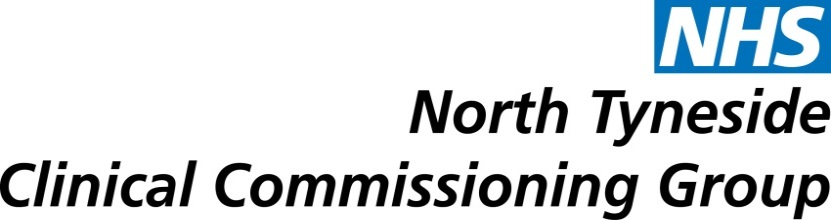 NHS
North Tyneside
Clinical Commissioning Group